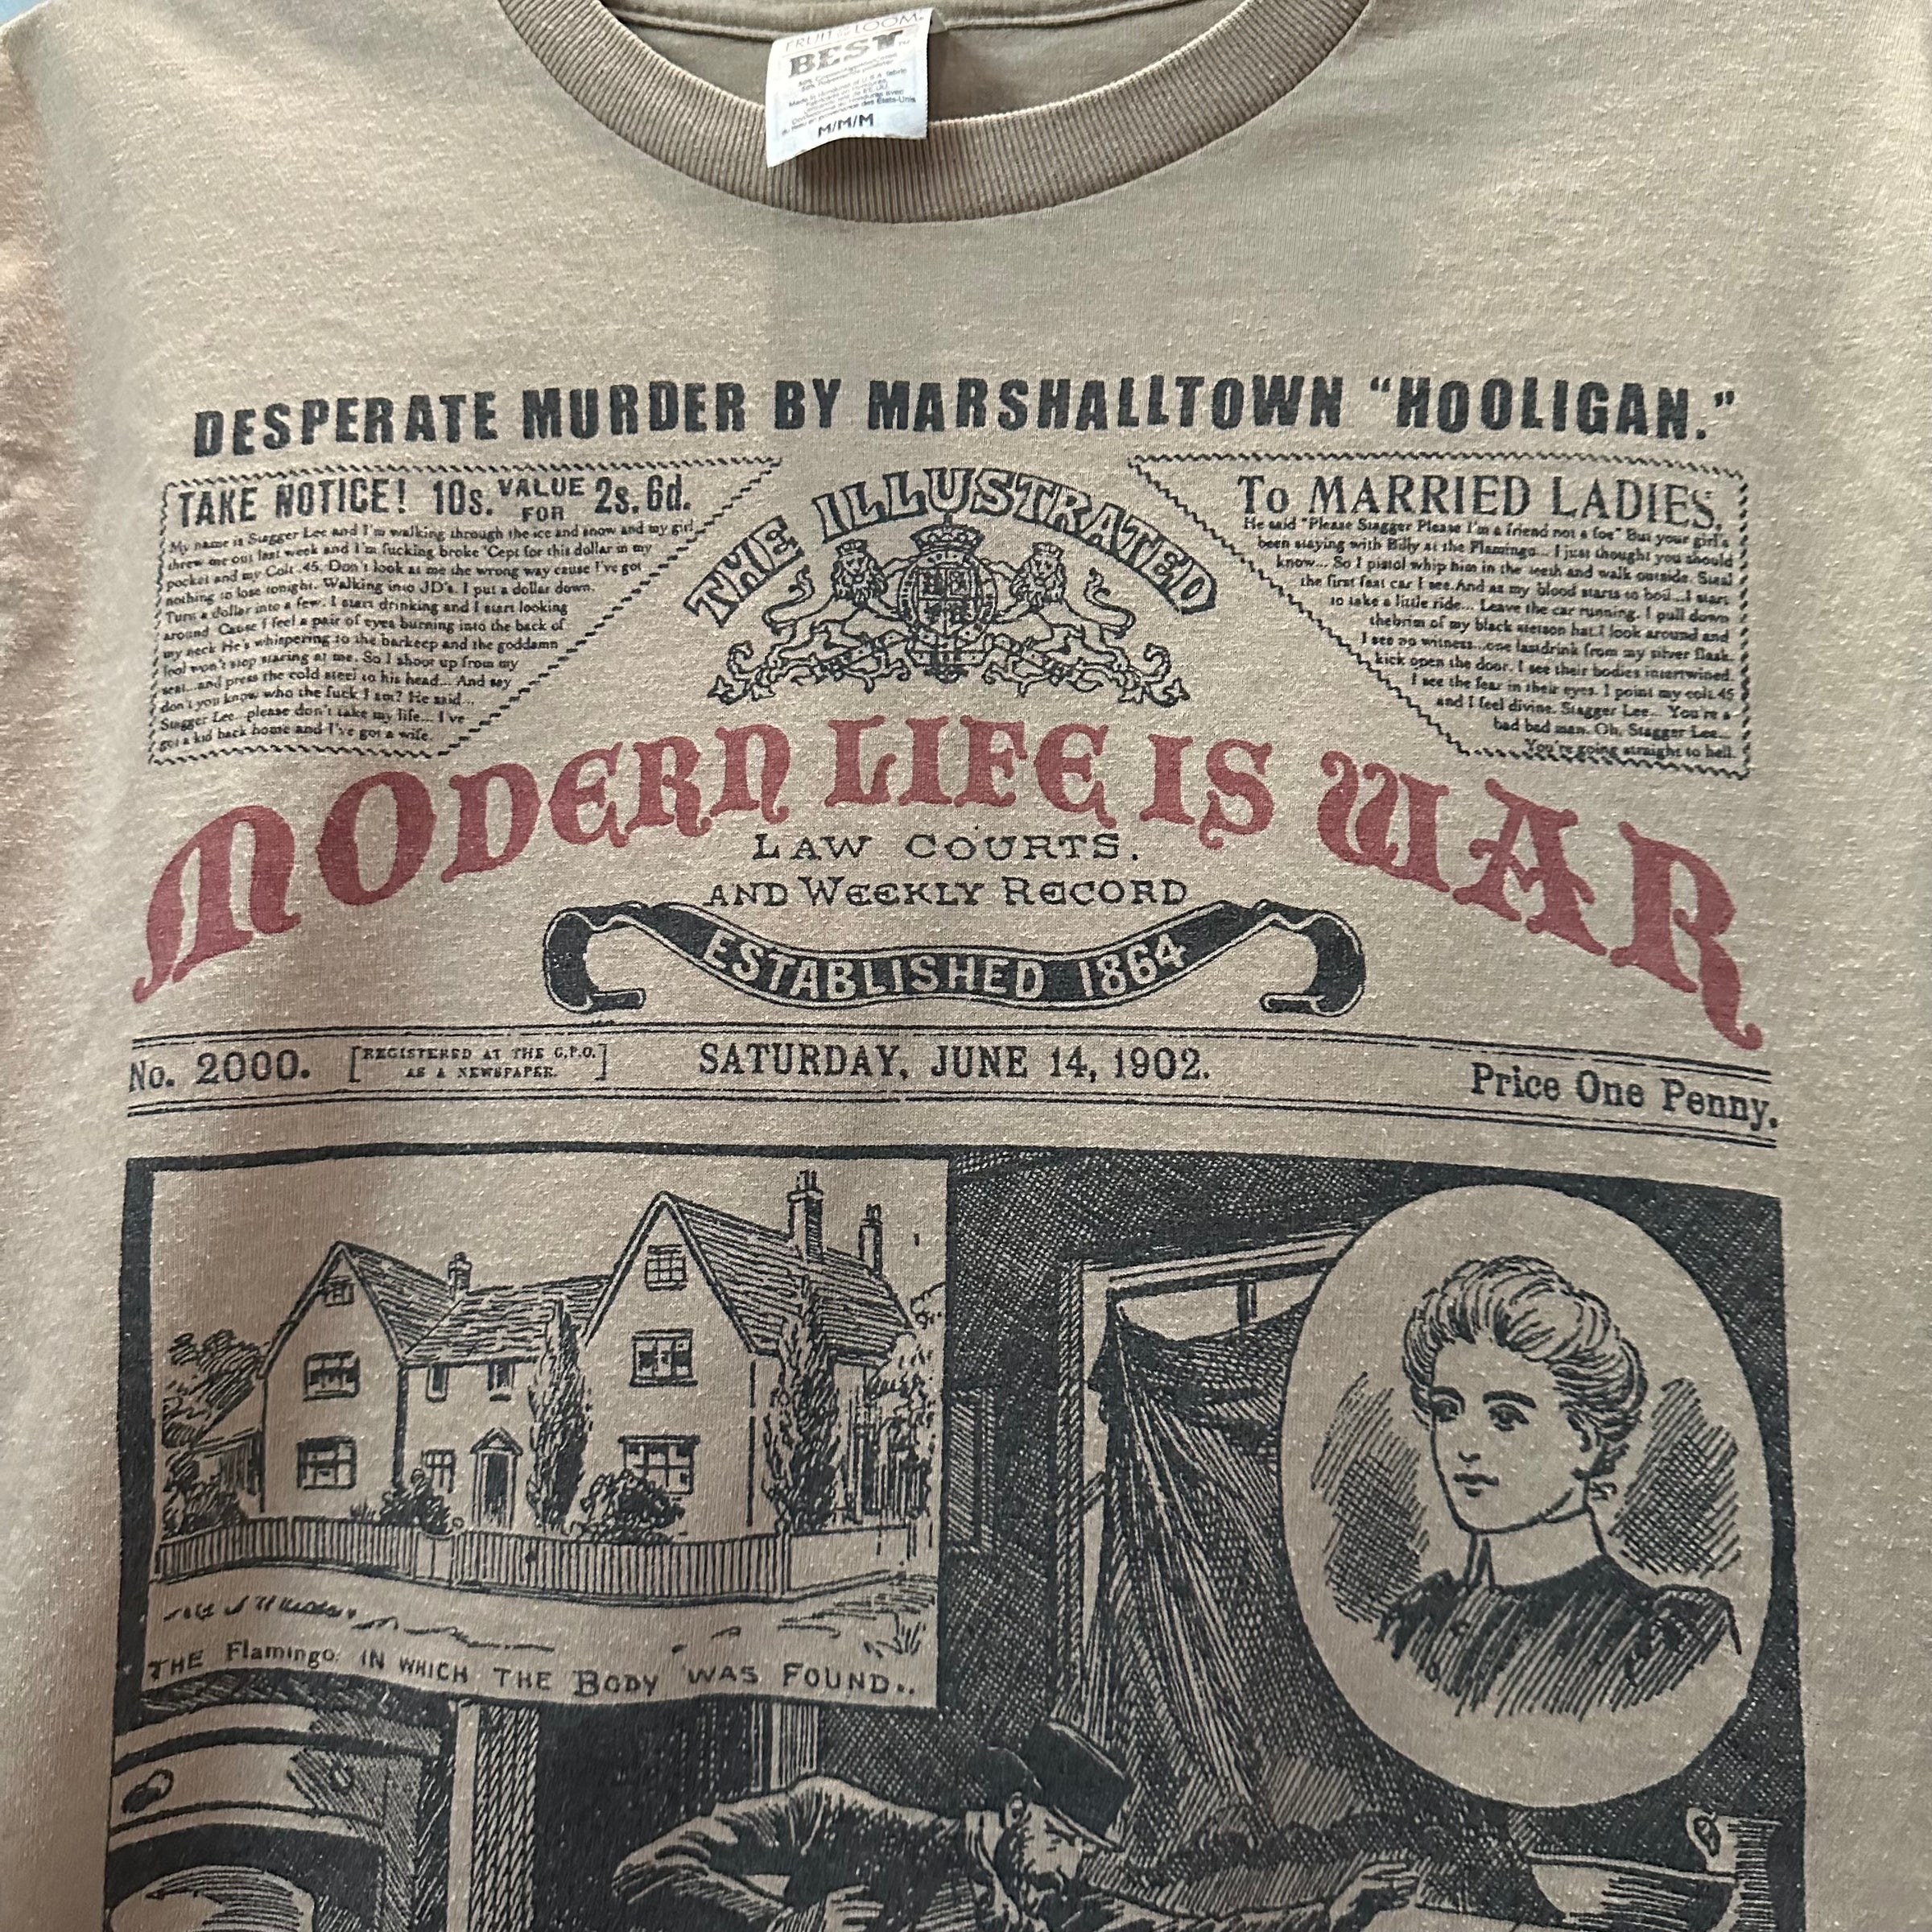 FRUIT OF THE LOOM
BEST
Made in Honduras of U.S.A. fabric
M/M/M
DESPERATE MURDER BY MARSHALLTOWN “HOOLIGAN.”
TAKE NOTICE! 10s. VALUE FOR 2s. 6d.
My name is Stagger Lee and I'm walking through the ice and snow and my girl
threw me out last week and I'm fucking broke 'Cept for this dollar in my
pocket and my Colt .45. Don't look at me the wrong way cause I've got
nothing to lose tonight. Walking into JD's. I put a dollar down.
Turn a dollar into a few. I start drinking and I start looking
around. Cause I feel a pair of eyes burning into the back of
my neck He's whispering to the barkeep and the goddamn
fool won't stop staring at me. So I shoot up from my
seat...and press the cold steel to his head... And say
don't you know who the fuck I am? He said...
Stagger Lee...please don't take my life... I've
got a kid back home and I've got a wife.
THE ILLUSTRATED
To MARRIED LADIES.
He said "Please Stagger Please I'm a friend not a foe" But your girl's
been staying with Billy at the Flamingo... I just thought you should
know... So I pistol whip him in the teeth and walk outside. Steal
the first fast car I see.And as my blood starts to boil...I start
to take a little ride... Leave the car running. I pull down
thebrim of my black stetson hat.I look around and
I see no witness...one lastdrink from my silver flask.
kick open the door. I see their bodies intertwined.
I see the fear in their eyes. I point my colt.45
and I feel divine. Stagger Lee... You're a
bad bad man. Oh, Stagger Lee...
You're going straight to hell.
MODERN LIFE IS WAR
LAW COURTS.
AND WEEKLY RECORD
ESTABLISHED 1864
No. 2000. [REGISTERED AT THE G.P.O. AS A NEWSPAPER.] SATURDAY, JUNE 14, 1902. Price One Penny.
THE Flamingo. IN WHICH THE BODY WAS FOUND..